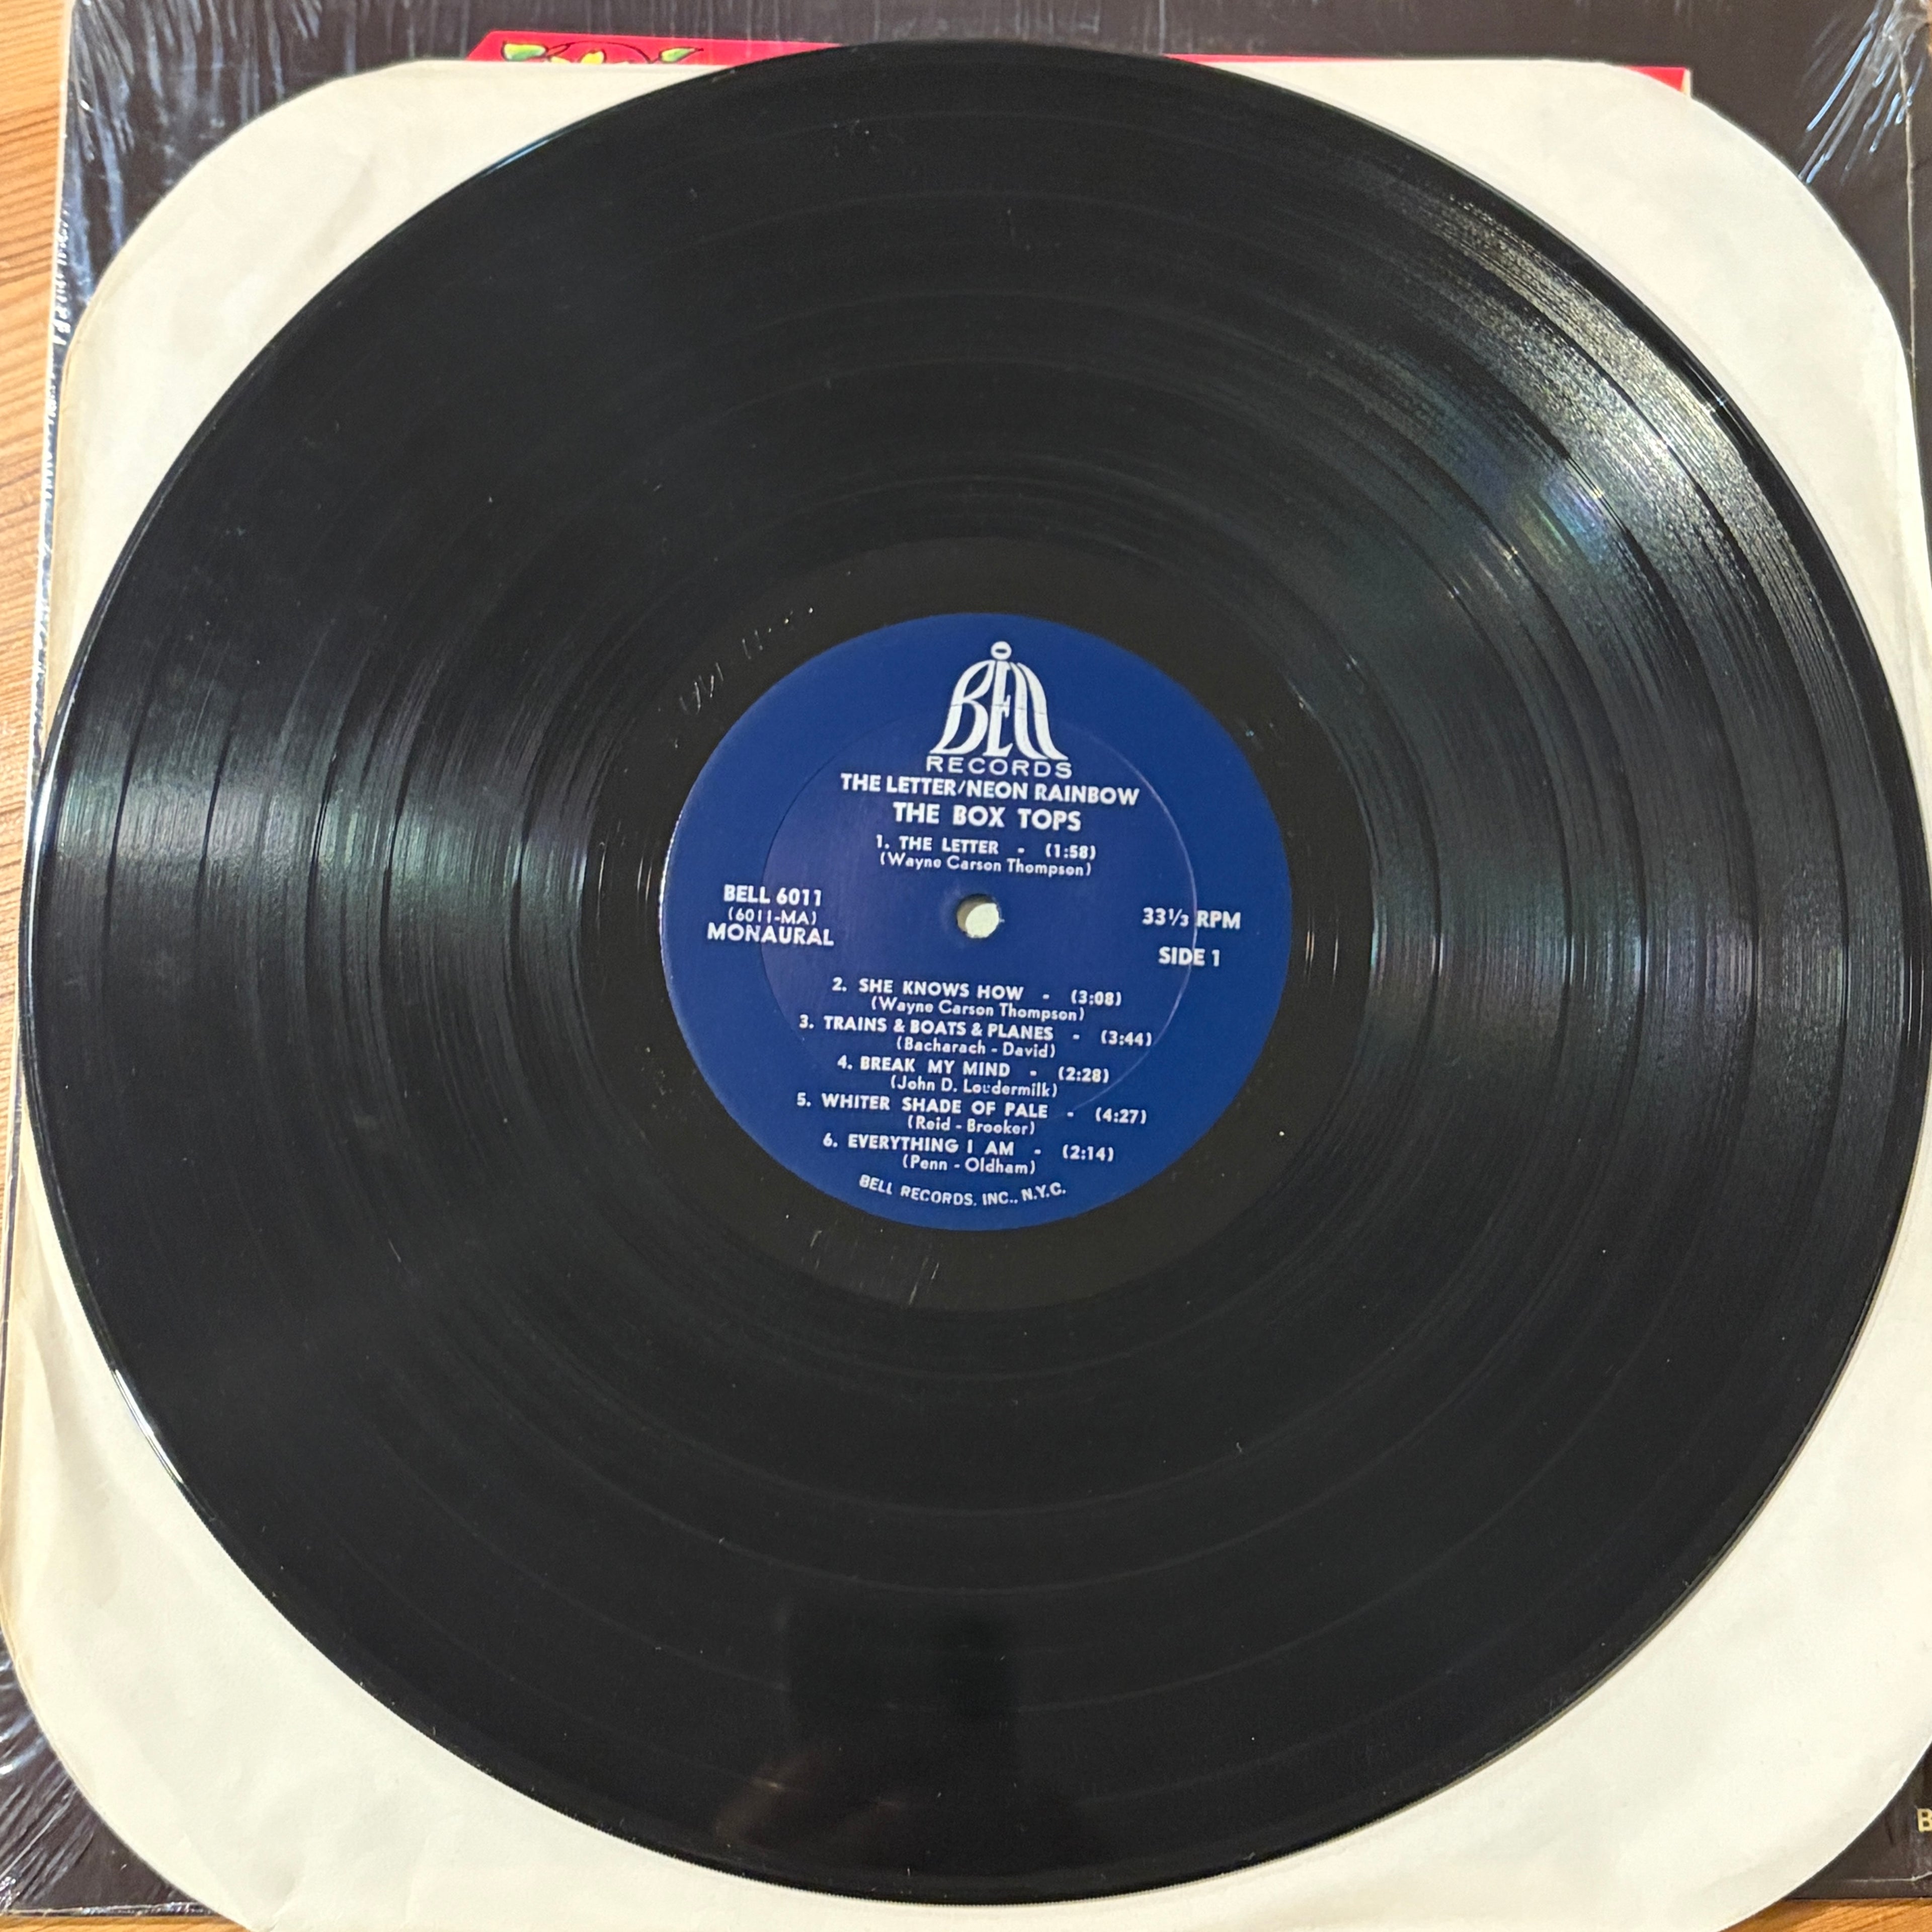 BELL
RECORDS
THE LETTER/NEON RAINBOW
THE BOX TOPS
1. THE LETTER - (1:58)
(Wayne Carson Thompson)
BELL 6011
(6011-MA)
MONAURAL
33⅓ RPM
SIDE 1
2. SHE KNOWS HOW - (3:08)
(Wayne Carson Thompson)
3. TRAINS & BOATS & PLANES - (3:44)
(Bacharach - David)
4. BREAK MY MIND - (2:28)
(John D. Loudermilk)
5. WHITER SHADE OF PALE - (4:27)
(Reid - Brooker)
6. EVERYTHING I AM - (2:14)
(Penn - Oldham)
BELL RECORDS, INC., N.Y.C.